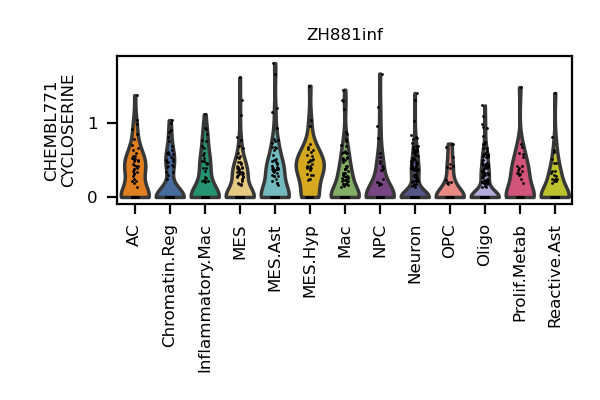 ZH881inf
CHEMBL771
CYCLOSERINE
1
0
AC
Chromatin.Reg
Inflammatory.Mac
MES
MES.Ast
MES.Hyp
Mac
NPC
Neuron
OPC
Oligo
Prolif.Metab
Reactive.Ast